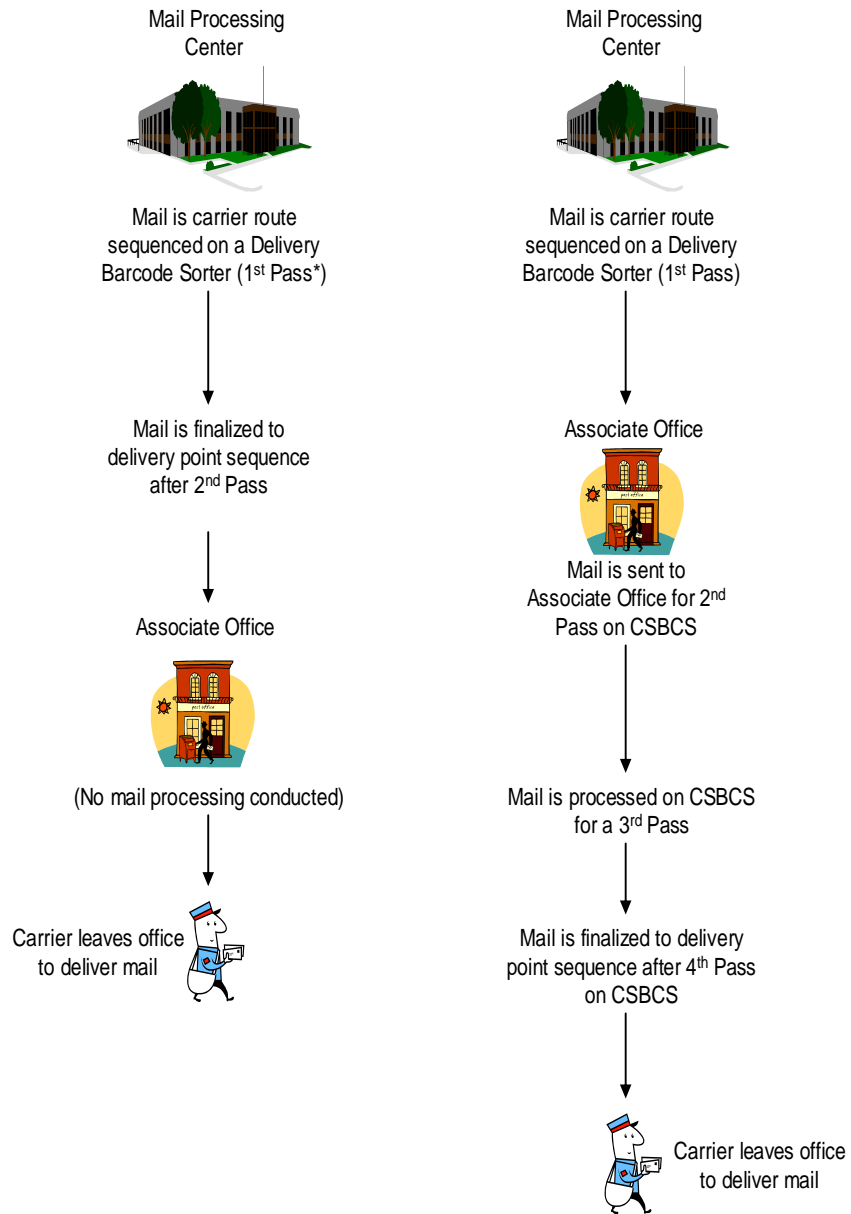 Mail Processing
Center
Mail is carrier route
sequenced on a Delivery
Barcode Sorter (1st Pass*)
Mail is finalized to
delivery point sequence
after 2nd Pass
Associate Office
post office
(No mail processing conducted)
Carrier leaves office
to deliver mail
Mail Processing
Center
Mail is carrier route
sequenced on a Delivery
Barcode Sorter (1st Pass)
Associate Office
post office
Mail is sent to
Associate Office for 2nd
Pass on CSBCS
Mail is processed on CSBCS
for a 3rd Pass
Mail is finalized to delivery
point sequence after 4th Pass
on CSBCS
Carrier leaves office
to deliver mail